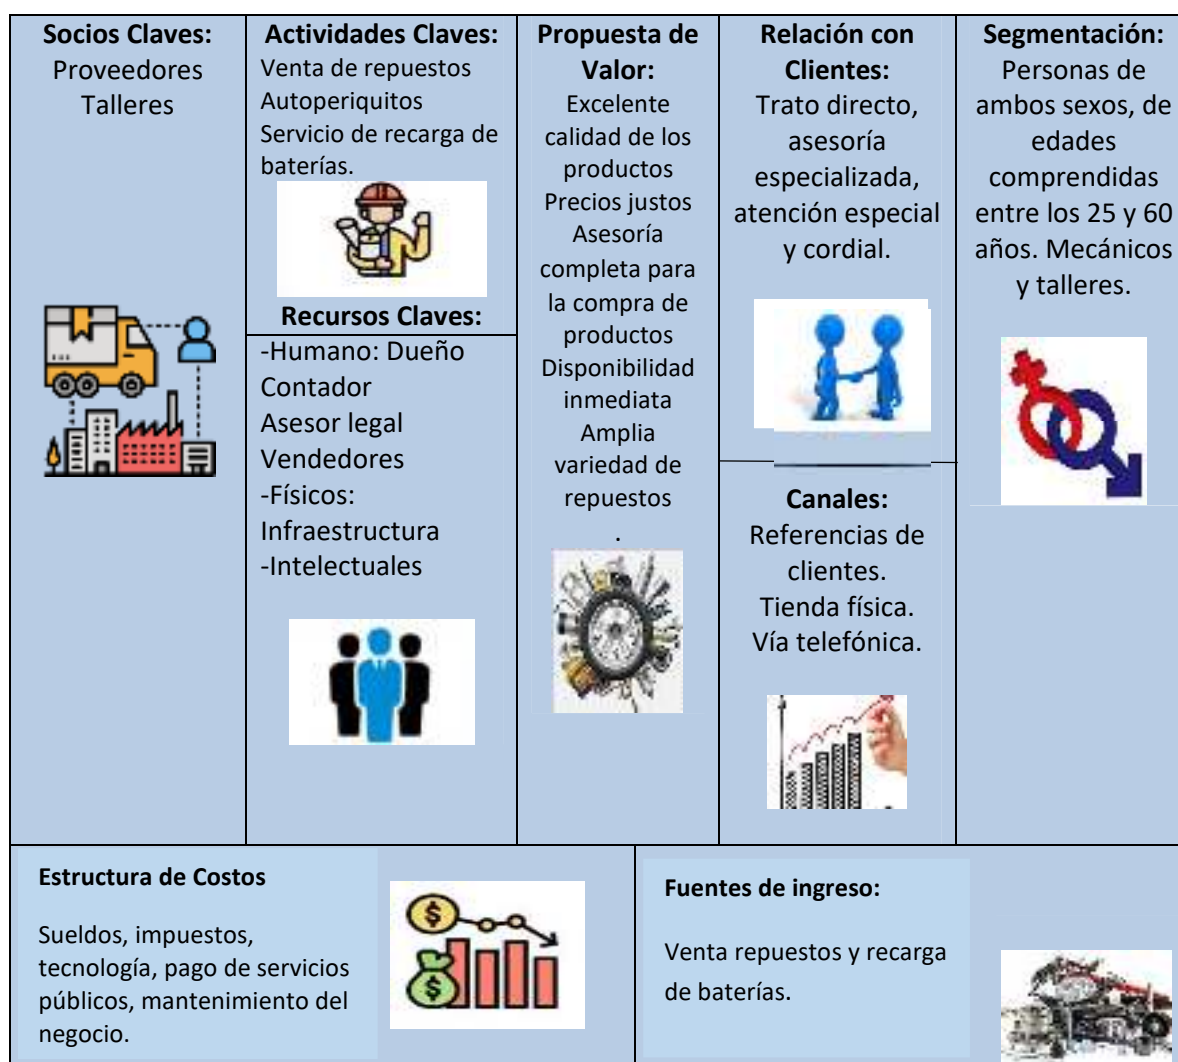 Socios Claves:
Proveedores
Talleres
Actividades Claves:
Venta de repuestos
Autoperiquitos
Servicio de recarga de
baterías.
Recursos Claves:
-Humano: Dueño
Contador
Asesor legal
Vendedores
-Físicos:
Infraestructura
-Intelectuales
Propuesta de
Valor:
Excelente
calidad de los
productos
Precios justos
Asesoría
completa para
la compra de
productos
Disponibilidad
inmediata
Amplia
variedad de
repuestos
.
Relación con
Clientes:
Trato directo,
asesoría
especializada,
atención especial
y cordial.
Canales:
Referencias de
clientes.
Tienda física.
Vía telefónica.
Segmentación:
Personas de
ambos sexos, de
edades
comprendidas
entre los 25 y 60
años. Mecánicos
y talleres.
Estructura de Costos
Sueldos, impuestos,
tecnología, pago de servicios
públicos, mantenimiento del
negocio.
$
$
Fuentes de ingreso:
Venta repuestos y recarga
de baterías.